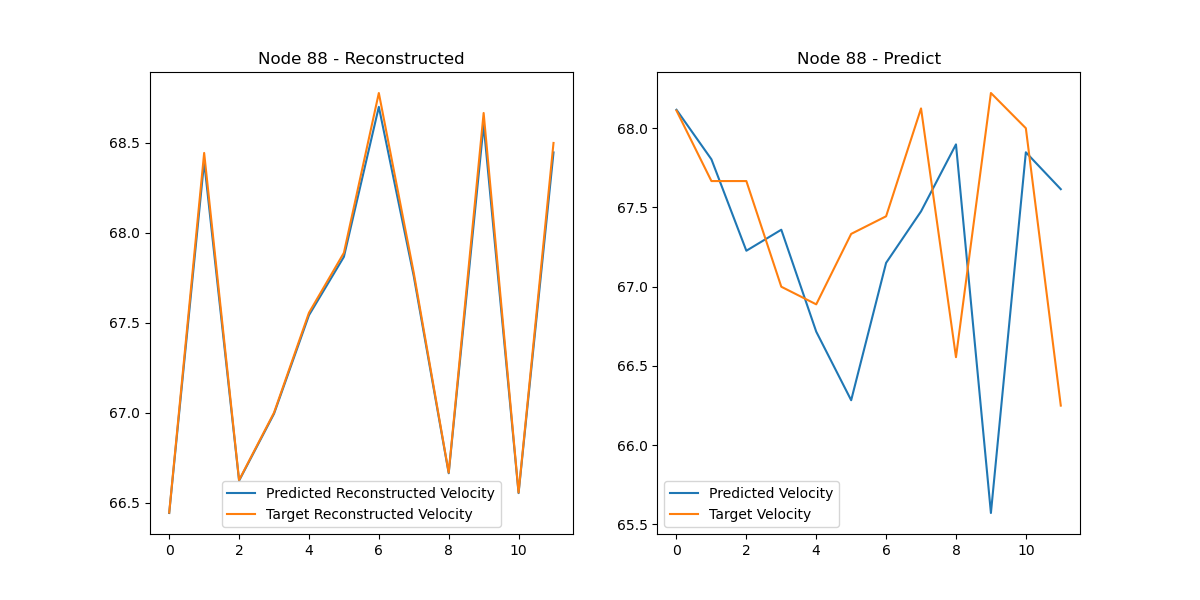 Node 88 - Reconstructed
68.5
68.0
67.5
67.0
66.5
Predicted Reconstructed Velocity
Target Reconstructed Velocity
0 2 4 6 8 10
Node 88 - Predict
68.0
67.5
67.0
66.5
66.0
65.5
Predicted Velocity
Target Velocity
0 2 4 6 8 10